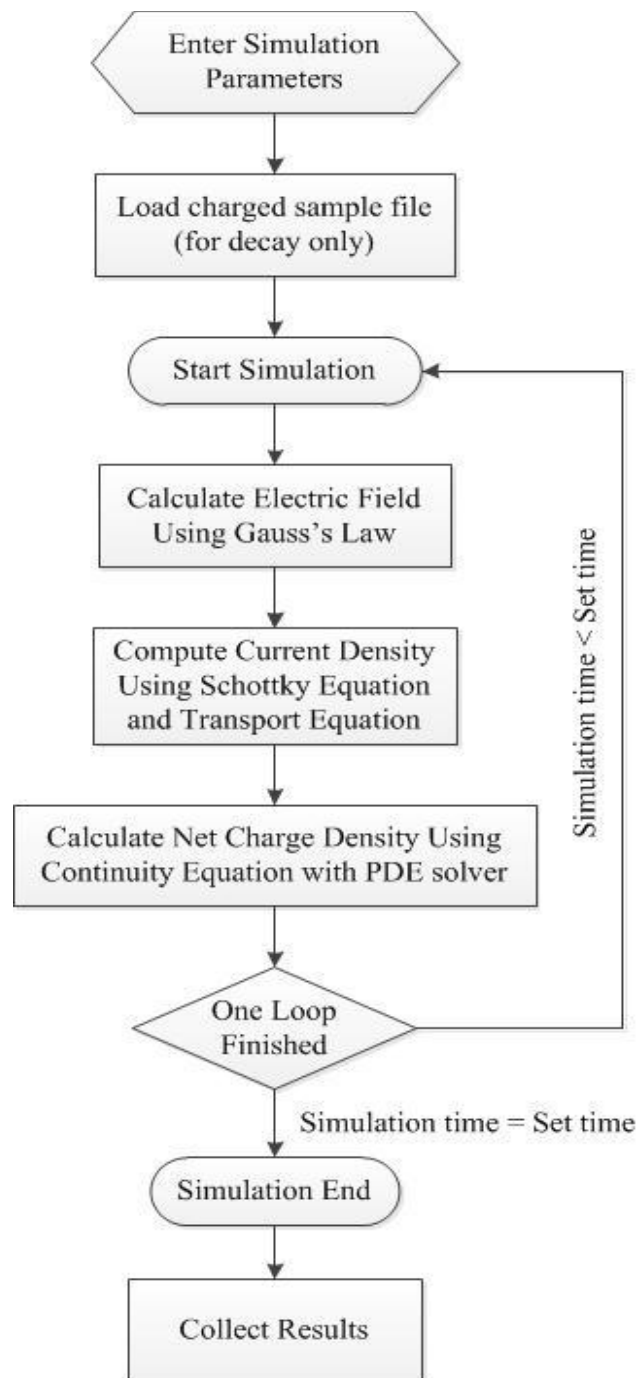 Enter Simulation
Parameters
Load charged sample file
(for decay only)
Start Simulation
Calculate Electric Field
Using Gauss's Law
Compute Current Density
Using Schottky Equation
and Transport Equation
Calculate Net Charge Density Using
Continuity Equation with PDE solver
One Loop
Finished
Simulation time < Set time
Simulation time = Set time
Simulation End
Collect Results